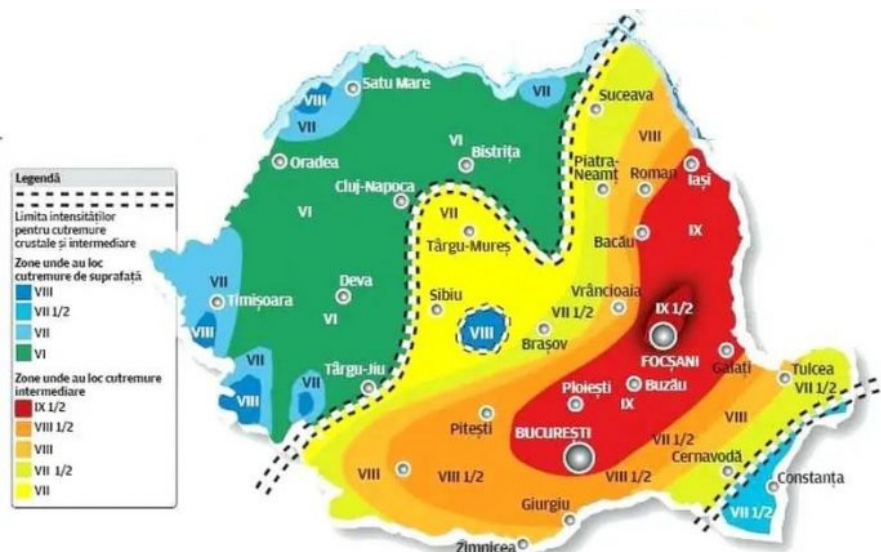 Legendă
Limita intensităților
pentru cutremure
crustale și intermediare
Zone unde au loc
cutremure de suprafață
VIII
VII 1/2
VII
VI
Zone unde au loc cutremure
intermediare
IX 1/2
VIII 1/2
VIII
VII 1/2
VII
Satu Mare
VIII
VII
VII
Suceava
VIII
VI
Bistrița
Oradea
Piatra-
Neamț
Roman
Iași
Cluj-Napoca
VI
VII
Târgu-Mureș
Bacău
IX
VII
Timișoara
Deva
VI
Sibiu
VIII
Vrâncioaia
VII 1/2
Brașov
IX 1/2
FOCȘANI
VIII
VII
VIII
VII
Târgu-Jiu
Galați
Tulcea
VII 1/2
Ploiești
Buzău
IX
Pitești
VIII
BUCUREȘTI
VII 1/2
Cernavodă
VIII
VIII 1/2
VIII 1/2
Constanța
VII 1/2
Giurgiu
Zimnicea